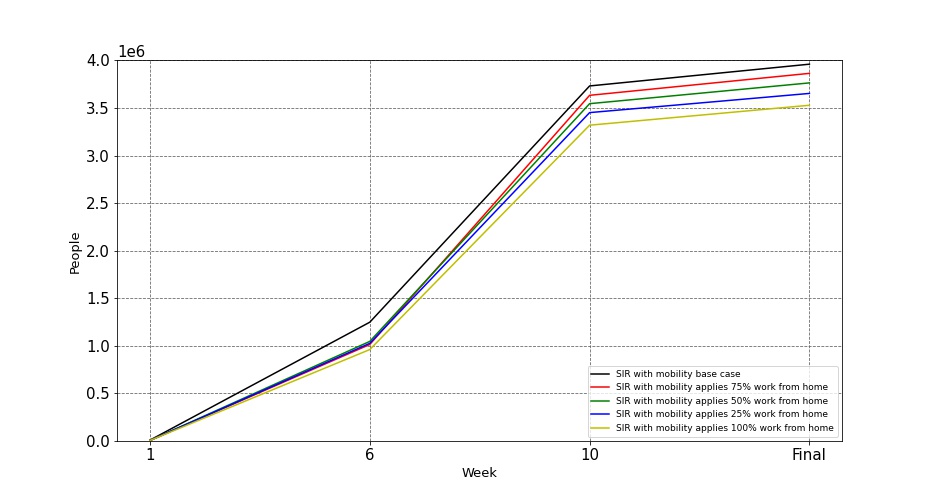 1e6
4.0
3.5
3.0
2.5
2.0
1.5
1.0
0.5
0.0
People
1
6
10
Final
Week
SIR with mobility base case
SIR with mobility applies 75% work from home
SIR with mobility applies 50% work from home
SIR with mobility applies 25% work from home
SIR with mobility applies 100% work from home